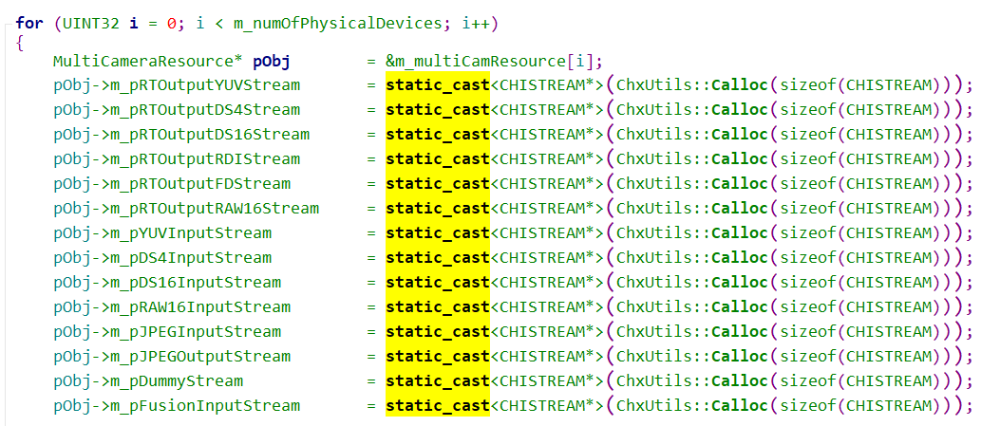 for (UINT32 i = 0; i < m_numOfPhysicalDevices; i++)
{
MultiCameraResource* pObj = &m_multiCamResource[i];
pObj->m_pRTOutputYUVStream = static_cast<CHISTREAM*>(ChxUtils::Calloc(sizeof(CHISTREAM)));
pObj->m_pRTOutputDS4Stream = static_cast<CHISTREAM*>(ChxUtils::Calloc(sizeof(CHISTREAM)));
pObj->m_pRTOutputDS16Stream = static_cast<CHISTREAM*>(ChxUtils::Calloc(sizeof(CHISTREAM)));
pObj->m_pRTOutputRDIStream = static_cast<CHISTREAM*>(ChxUtils::Calloc(sizeof(CHISTREAM)));
pObj->m_pRTOutputFDStream = static_cast<CHISTREAM*>(ChxUtils::Calloc(sizeof(CHISTREAM)));
pObj->m_pRTOutputRAW16Stream = static_cast<CHISTREAM*>(ChxUtils::Calloc(sizeof(CHISTREAM)));
pObj->m_pYUVInputStream = static_cast<CHISTREAM*>(ChxUtils::Calloc(sizeof(CHISTREAM)));
pObj->m_pDS4InputStream = static_cast<CHISTREAM*>(ChxUtils::Calloc(sizeof(CHISTREAM)));
pObj->m_pDS16InputStream = static_cast<CHISTREAM*>(ChxUtils::Calloc(sizeof(CHISTREAM)));
pObj->m_pRAW16InputStream = static_cast<CHISTREAM*>(ChxUtils::Calloc(sizeof(CHISTREAM)));
pObj->m_pJPEGInputStream = static_cast<CHISTREAM*>(ChxUtils::Calloc(sizeof(CHISTREAM)));
pObj->m_pJPEGOutputStream = static_cast<CHISTREAM*>(ChxUtils::Calloc(sizeof(CHISTREAM)));
pObj->m_pDummyStream = static_cast<CHISTREAM*>(ChxUtils::Calloc(sizeof(CHISTREAM)));
pObj->m_pFusionInputStream = static_cast<CHISTREAM*>(ChxUtils::Calloc(sizeof(CHISTREAM)));